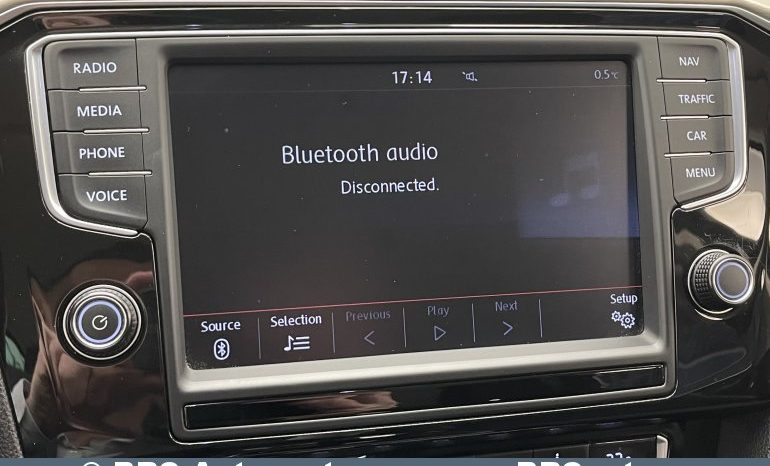 RADIO
MEDIA
PHONE
VOICE
17:14
0.5°C
Bluetooth audio
Disconnected.
Source
Selection
Previous
Play
Next
Setup
NAV
TRAFFIC
CAR
MENU